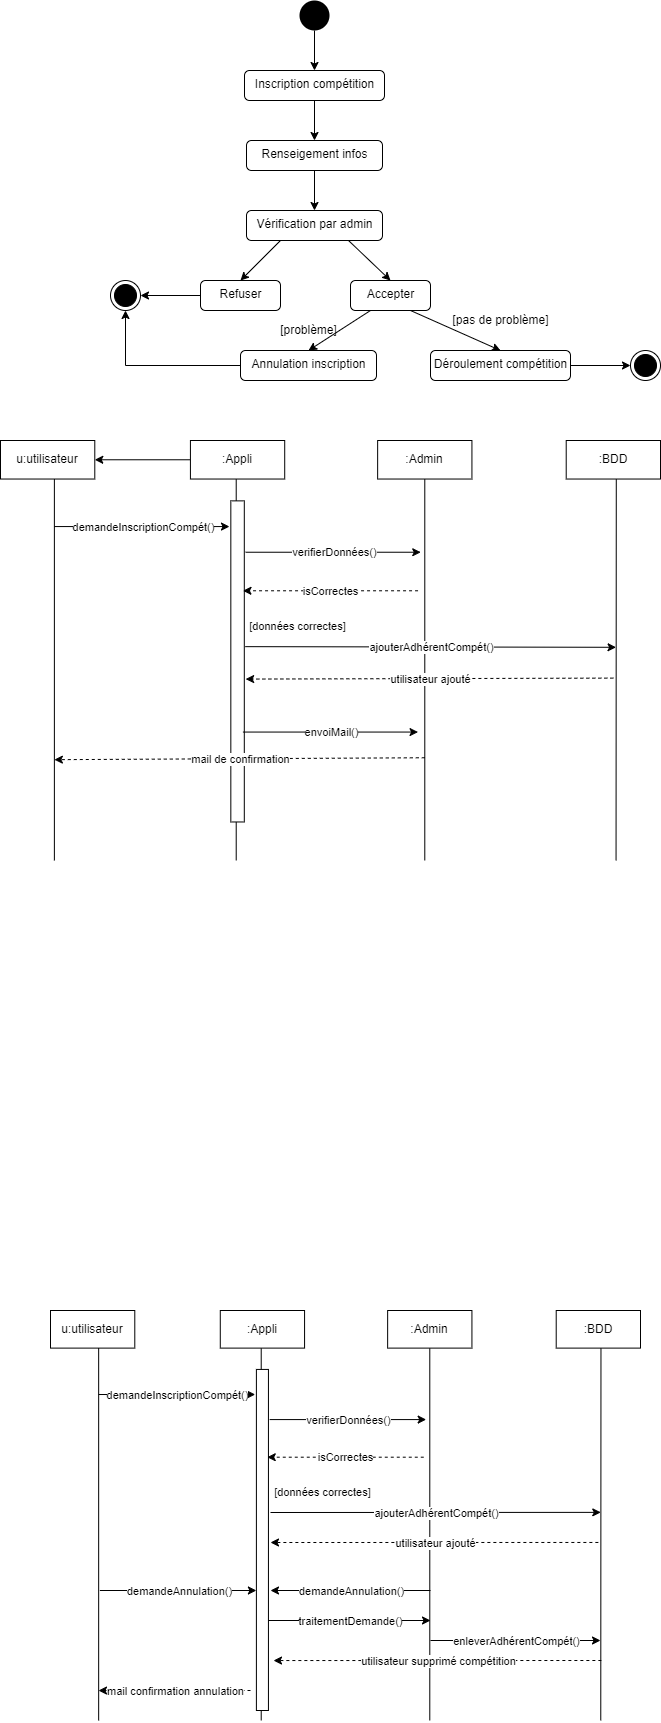 Inscription compétition
Renseigement infos
Vérification par admin
Refuser
Accepter
[problème]
[pas de problème]
Annulation inscription
Déroulement compétition
u:utilisateur
:Appli
:Admin
:BDD
demandeInscriptionCompét()
verifierDonnées()
isCorrectes
[données correctes]
ajouterAdhérentCompét()
utilisateur ajouté
envoiMail()
mail de confirmation
u:utilisateur
:Appli
:Admin
:BDD
demandeInscriptionCompét()
verifierDonnées()
isCorrectes
[données correctes]
ajouterAdhérentCompét()
utilisateur ajouté
demandeAnnulation()
demandeAnnulation()
traitementDemande()
enleverAdhérentCompét()
utilisateur supprimé compétition
mail confirmation annulation